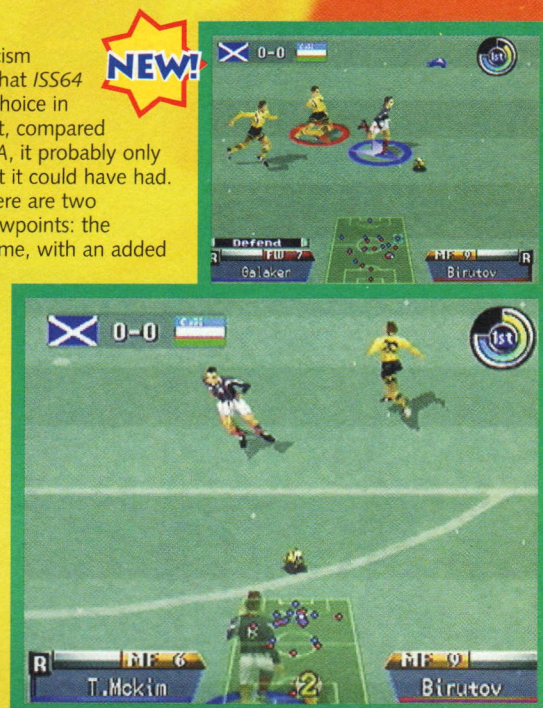 cism
hat ISS64
hoice in
t, compared
A, it probably only
t it could have had.
ere are two
wpoints: the
me, with an added
NEW!
0-0
1st
Defend
R FW 7
MF 9 R
Galaker
Birutov
0-0
1st
R MF 6
MF 9
T.Mckim
2
Birutov